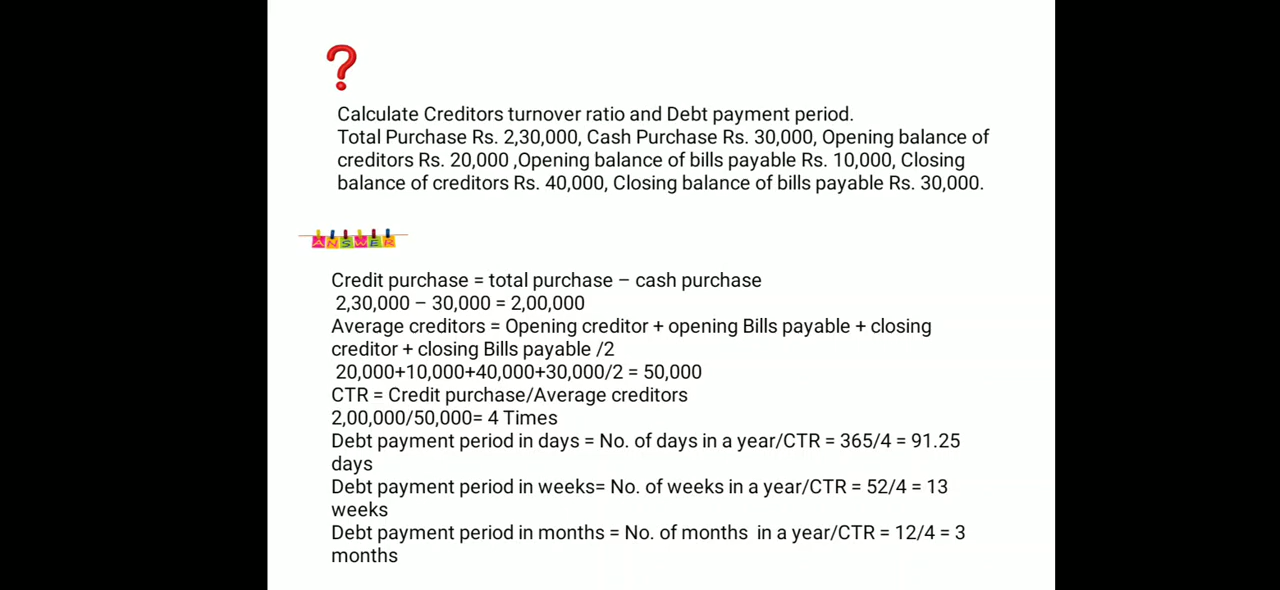 Calculate Creditors turnover ratio and Debt payment period.
Total Purchase Rs. 2,30,000, Cash Purchase Rs. 30,000, Opening balance of
creditors Rs. 20,000 ,Opening balance of bills payable Rs. 10,000, Closing
balance of creditors Rs. 40,000, Closing balance of bills payable Rs. 30,000.
ANSWER
Credit purchase = total purchase – cash purchase
2,30,000 – 30,000 = 2,00,000
Average creditors = Opening creditor + opening Bills payable + closing
creditor + closing Bills payable /2
20,000+10,000+40,000+30,000/2 = 50,000
CTR = Credit purchase/Average creditors
2,00,000/50,000= 4 Times
Debt payment period in days = No. of days in a year/CTR = 365/4 = 91.25
days
Debt payment period in weeks= No. of weeks in a year/CTR = 52/4 = 13
weeks
Debt payment period in months = No. of months  in a year/CTR = 12/4 = 3
months